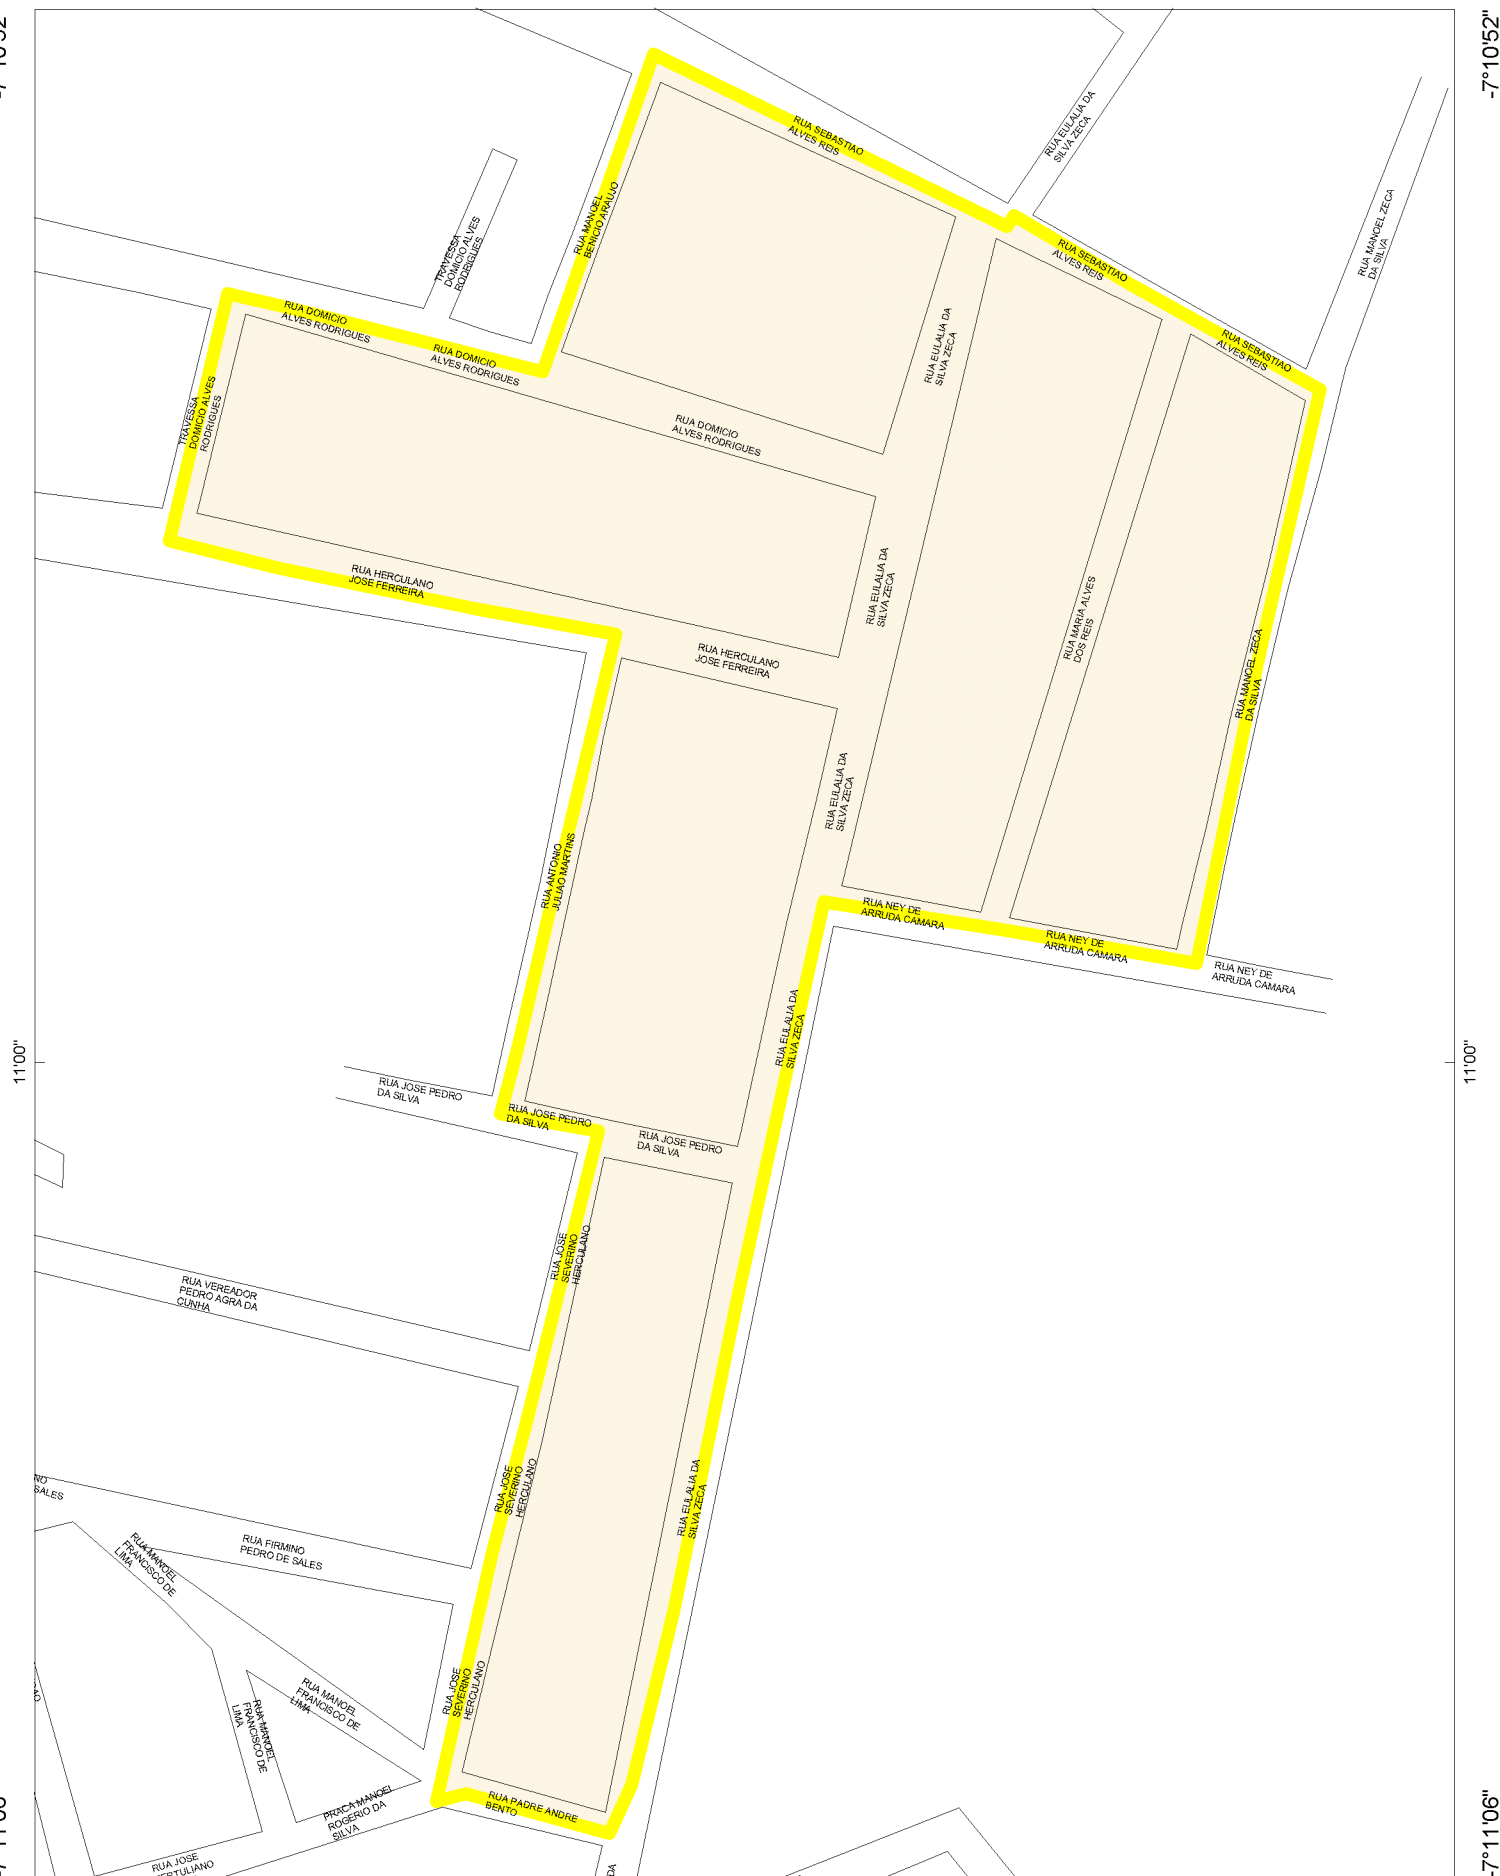 -7°10'52"
RUA SEBASTIAO
ALVES REIS
RUA EULALIA DA
SILVA ZECA
RUA MANOEL
BENICIO ARAUJO
TRAVESSA
DOMICIO ALVES
RODRIGUES
RUA MANOEL ZECA
DA SILVA
RUA SEBASTIAO
ALVES REIS
RUA DOMICIO
ALVES RODRIGUES
RUA DOMICIO
ALVES RODRIGUES
RUA EULALIA DA
SILVA ZECA
RUA SEBASTIAO
ALVES REIS
TRAVESSA
DOMICIO ALVES
RODRIGUES
RUA DOMICIO
ALVES RODRIGUES
RUA HERCULANO
JOSE FERREIRA
RUA EULALIA DA
SILVA ZECA
RUA MARIA ALVES
DOS REIS
RUA HERCULANO
JOSE FERREIRA
RUA MANOEL ZECA
DA SILVA
RUA EULALIA DA
SILVA ZECA
RUA ANTONIO
JULIAO MARTINS
RUA NEY DE
ARRUDA CAMARA
RUA NEY DE
ARRUDA CAMARA
RUA NEY DE
ARRUDA CAMARA
RUA EULALIA DA
SILVA ZECA
11'00"
11'00"
RUA JOSE PEDRO
DA SILVA
RUA JOSE PEDRO
DA SILVA
RUA JOSE PEDRO
DA SILVA
RUA JOSE
SEVERINO
HERCULANO
RUA VEREADOR
PEDRO AGRA DA
CUNHA
RUA JOSE
SEVERINO
HERCULANO
RUA EULALIA DA
SILVA ZECA
NO
SALES
RUA FIRMINO
PEDRO DE SALES
RUA MANOEL
FRANCISCO DE
LIMA
RUA JOSE
SEVERINO
HERCULANO
RUA MANOEL
FRANCISCO DE
LIMA
RUA MANOEL
FRANCISCO DE
LIMA
RUA PADRE ANDRE
BENTO
PRACA MANOEL
ROGERIO DA
SILVA
-7°11'06"
RUA JOSE
DA